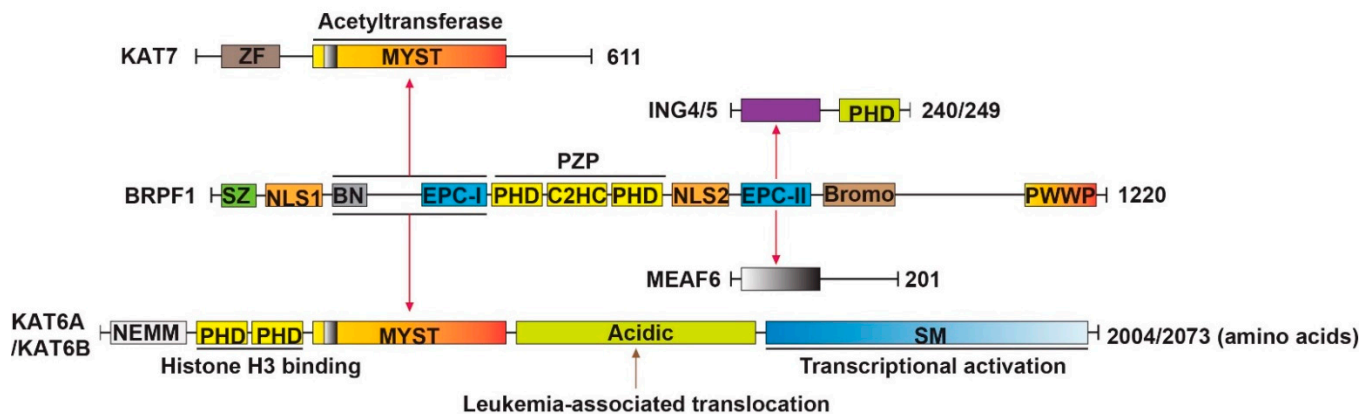 Acetyltransferase
KAT7 ZF MYST 611
ING4/5 PHD 240/249
PZP
BRPF1 SZ NLS1 BN EPC-I PHD C2HC PHD NLS2 EPC-II Bromo PWWP 1220
MEAF6 201
KAT6A
/KAT6B NEMM PHD PHD MYST Acidic SM 2004/2073 (amino acids)
Histone H3 binding Transcriptional activation
Leukemia-associated translocation